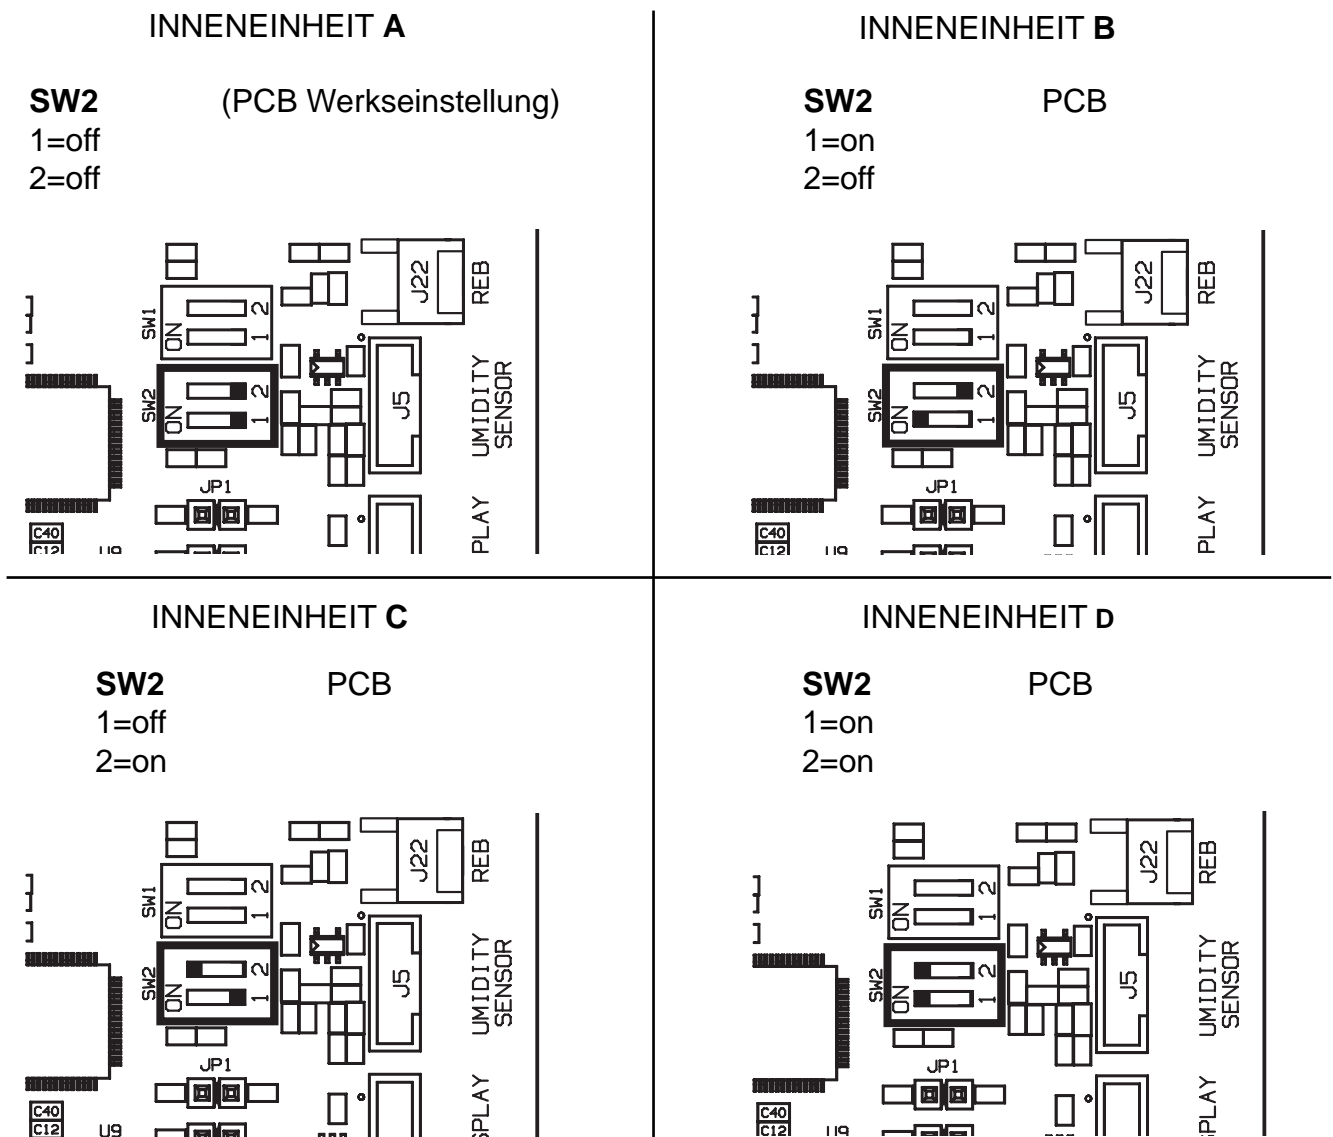 INNENEINHEIT A
SW2 (PCB Werkseinstellung)
1=off
2=off
J22
REB
SW1
ON
2
1
SW2
ON
2
1
J5
UMIDITY
SENSOR
JP1
PLAY
C40
C12
U9
INNENEINHEIT B
SW2 PCB
1=on
2=off
J22
REB
SW1
ON
2
1
SW2
ON
2
1
J5
UMIDITY
SENSOR
JP1
PLAY
C40
C12
U9
INNENEINHEIT C
SW2 PCB
1=off
2=on
J22
REB
SW1
ON
2
1
SW2
ON
2
1
J5
UMIDITY
SENSOR
JP1
SPLAY
C40
C12
U9
INNENEINHEIT D
SW2 PCB
1=on
2=on
J22
REB
SW1
ON
2
1
SW2
ON
2
1
J5
UMIDITY
SENSOR
JP1
SPLAY
C40
C12
U9